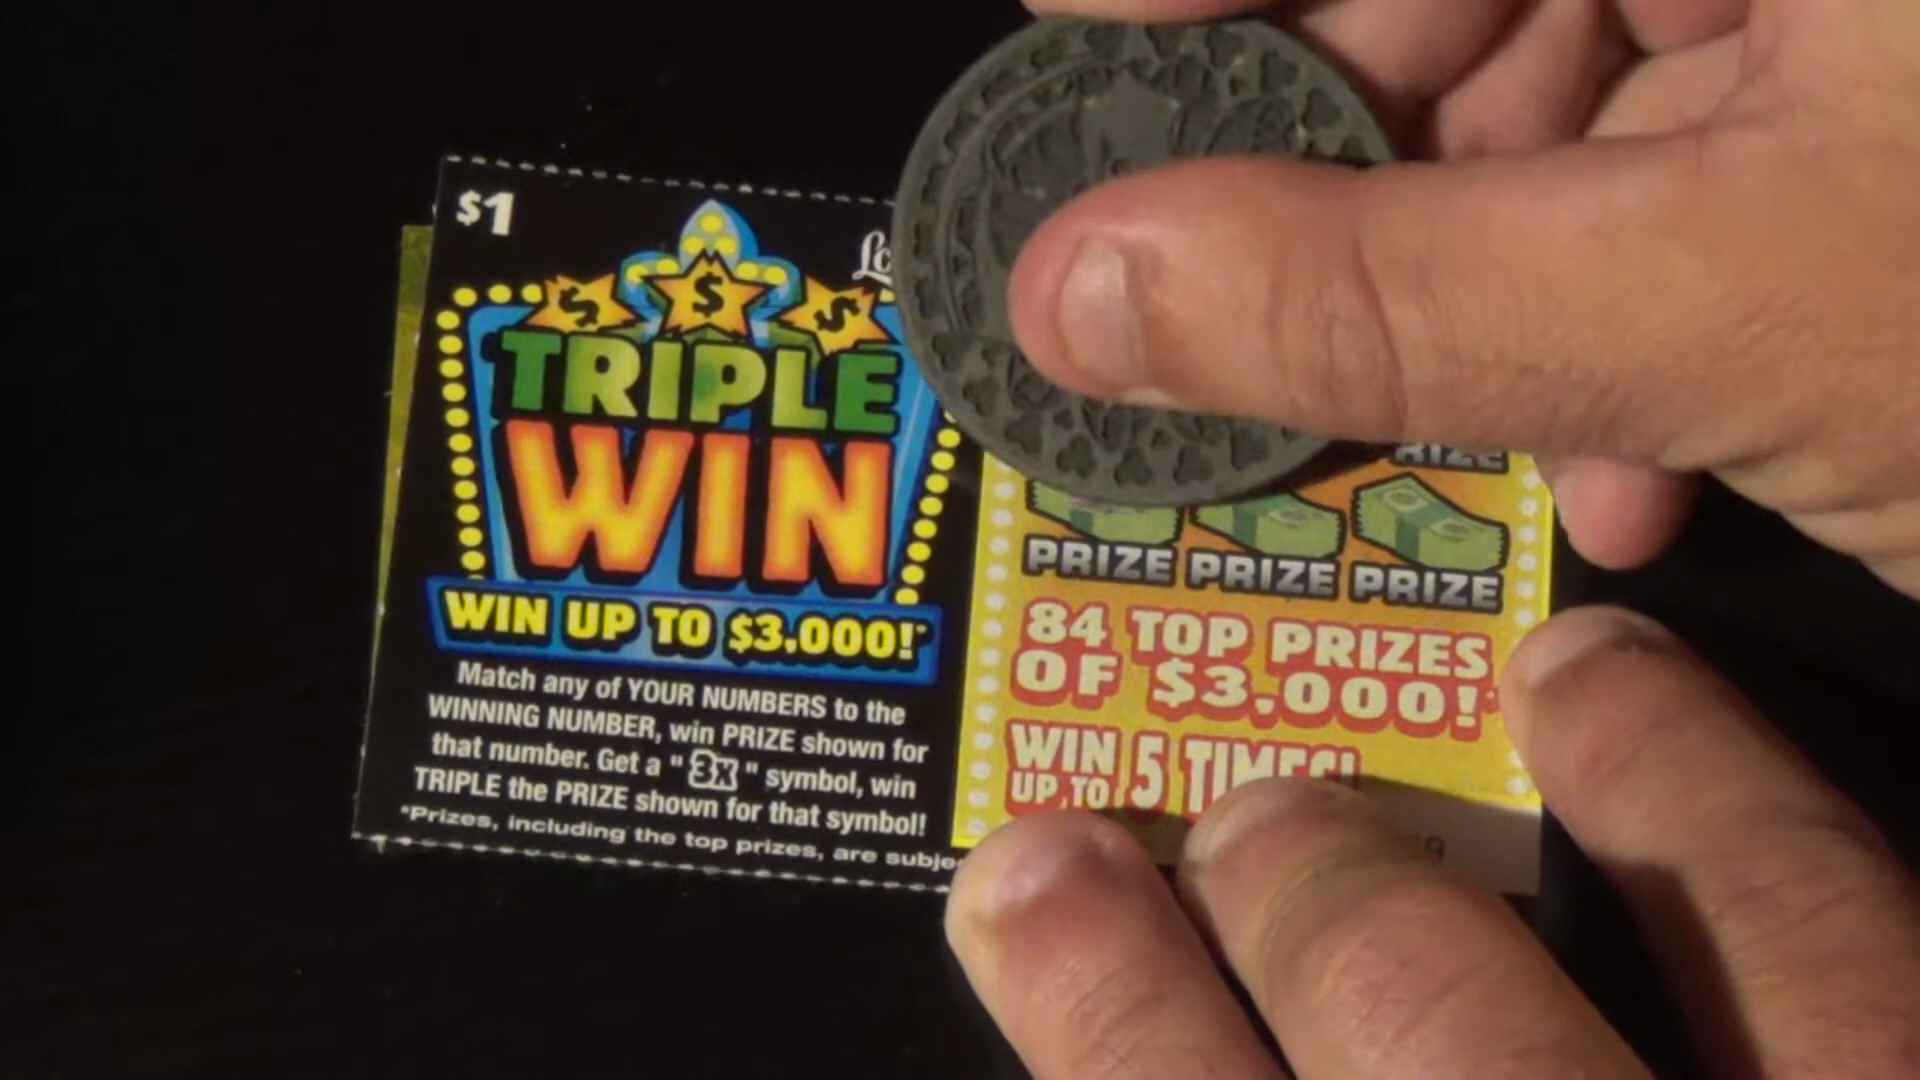 $1
$ $ $
TRIPLE
WIN
WIN UP TO $3,000!*
Match any of YOUR NUMBERS to the
WINNING NUMBER, win PRIZE shown for
that number. Get a "3X" symbol, win
TRIPLE the PRIZE shown for that symbol!
*Prizes, including the top prizes, are
PRIZE PRIZE PRIZE
84 TOP PRIZES
OF $3,000!*
WIN
UP TO 5 TIMES!